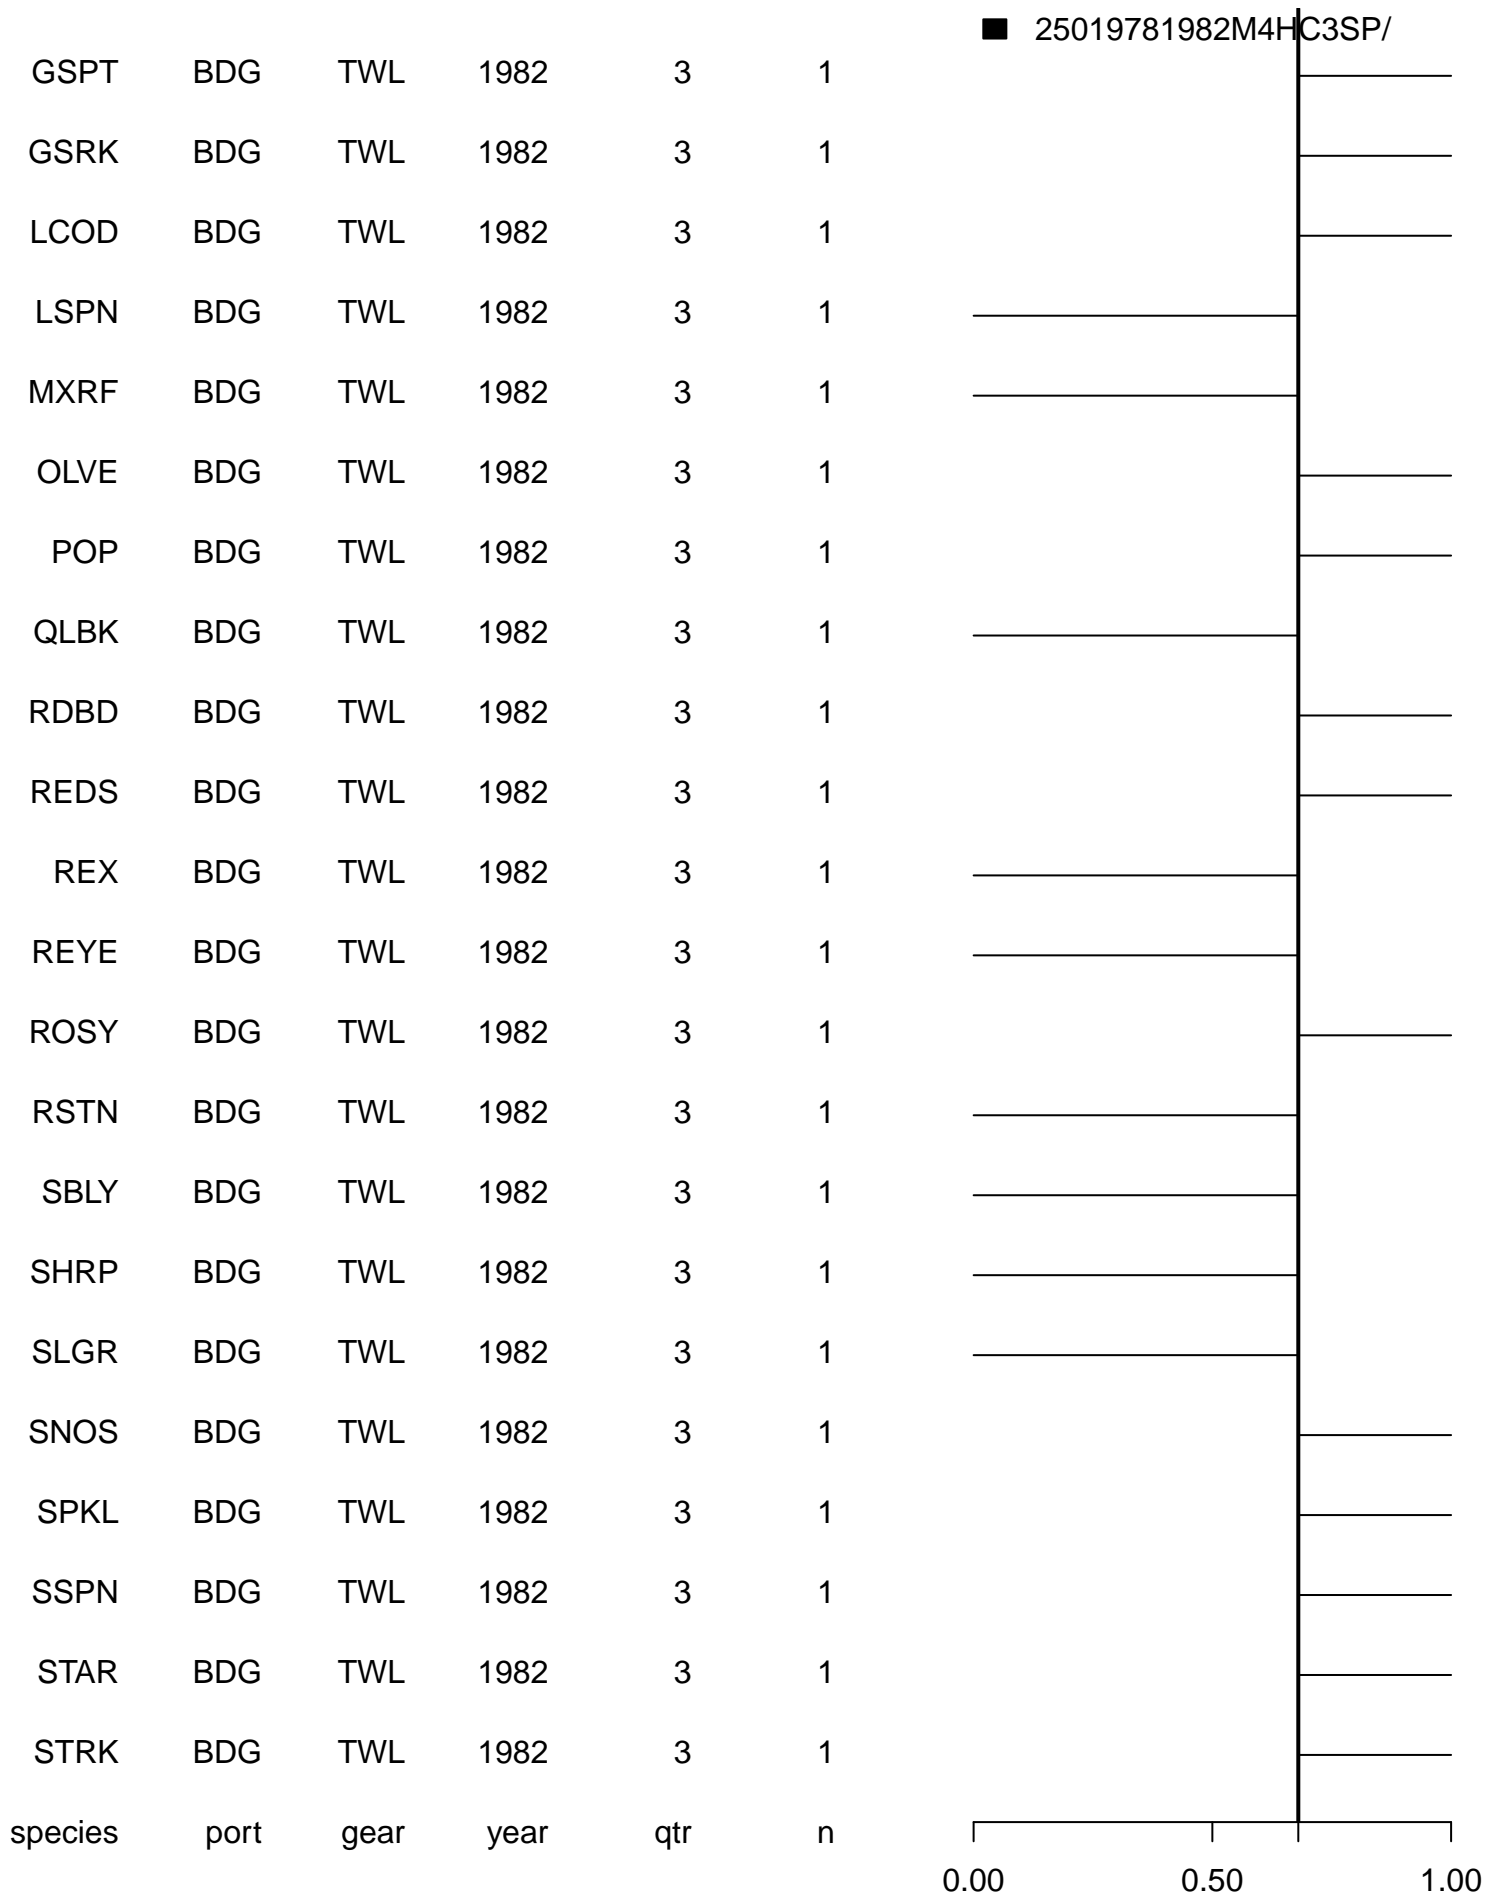 25019781982M4HC3SP/
GSPT BDG TWL 1982 3 1
GSRK BDG TWL 1982 3 1
LCOD BDG TWL 1982 3 1
LSPN BDG TWL 1982 3 1
MXRF BDG TWL 1982 3 1
OLVE BDG TWL 1982 3 1
POP BDG TWL 1982 3 1
QLBK BDG TWL 1982 3 1
RDBD BDG TWL 1982 3 1
REDS BDG TWL 1982 3 1
REX BDG TWL 1982 3 1
REYE BDG TWL 1982 3 1
ROSY BDG TWL 1982 3 1
RSTN BDG TWL 1982 3 1
SBLY BDG TWL 1982 3 1
SHRP BDG TWL 1982 3 1
SLGR BDG TWL 1982 3 1
SNOS BDG TWL 1982 3 1
SPKL BDG TWL 1982 3 1
SSPN BDG TWL 1982 3 1
STAR BDG TWL 1982 3 1
STRK BDG TWL 1982 3 1
species port gear year qtr n
0.00 0.50 1.00